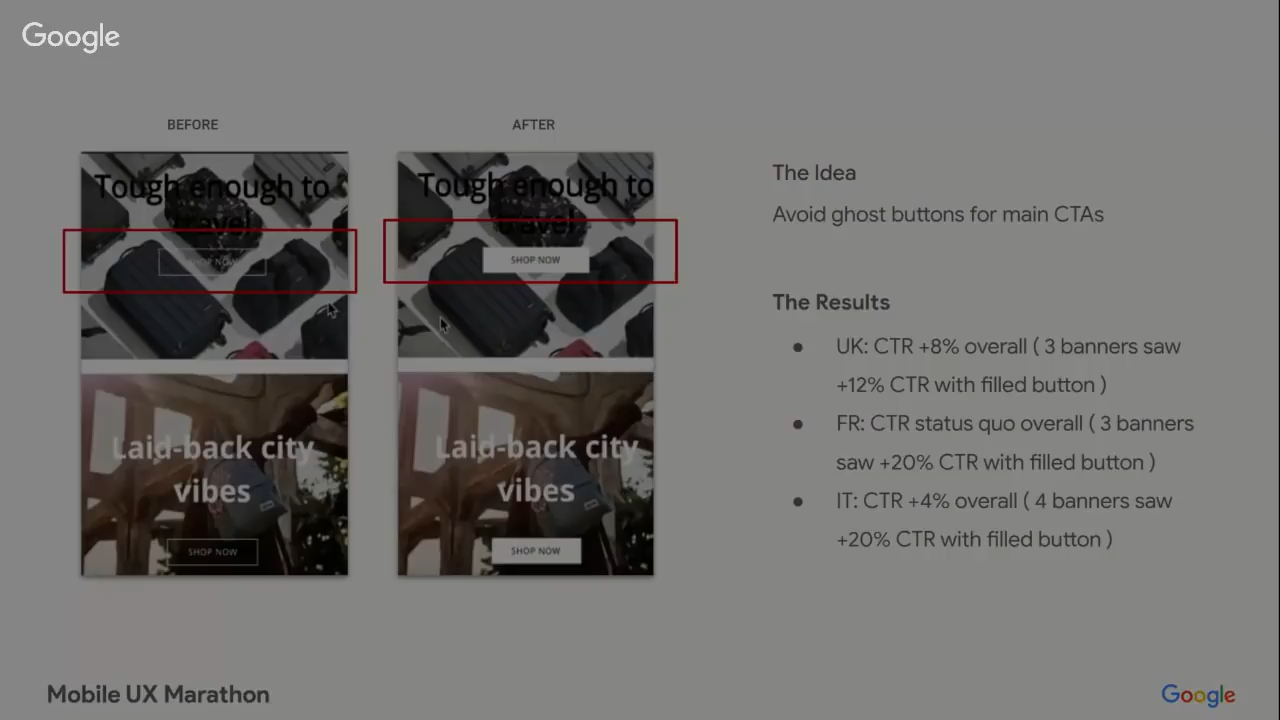 Google
BEFORE
AFTER
Tough enough to
travel
SHOP NOW
Laid-back city
vibes
SHOP NOW
Tough enough to
travel
SHOP NOW
Laid-back city
vibes
SHOP NOW
The Idea
Avoid ghost buttons for main CTAs
The Results
● UK: CTR +8% overall ( 3 banners saw
+12% CTR with filled button )
● FR: CTR status quo overall ( 3 banners
saw +20% CTR with filled button )
● IT: CTR +4% overall ( 4 banners saw
+20% CTR with filled button )
Mobile UX Marathon
Google